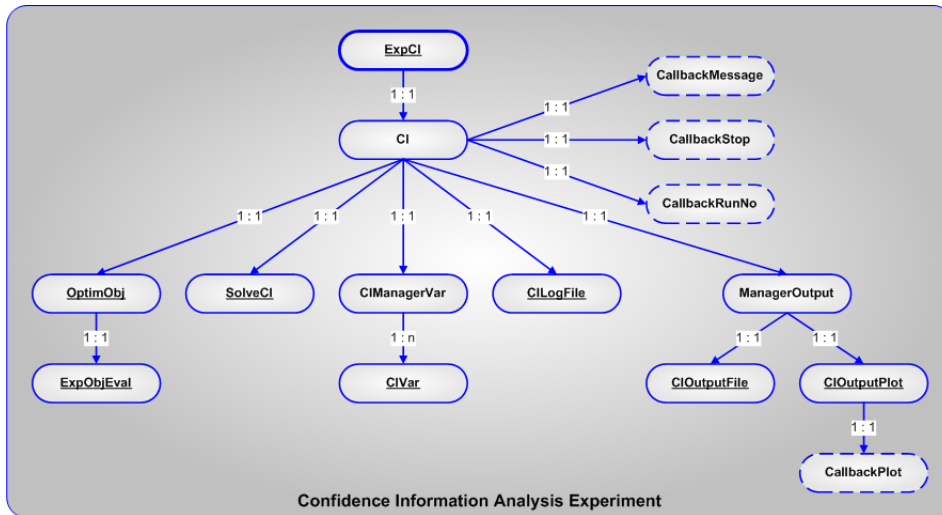 ExpCI
CallbackMessage
1 : 1
1 : 1
CI
1 : 1
CallbackStop
1 : 1
CallbackRunNo
1 : 1
1 : 1
1 : 1
1 : 1
1 : 1
OptimObj
SolveCI
CIManagerVar
CILogFile
ManagerOutput
1 : 1
1 : n
1 : 1
1 : 1
ExpObjEval
CIVar
CIOutputFile
CIOutputPlot
1 : 1
CallbackPlot
Confidence Information Analysis Experiment